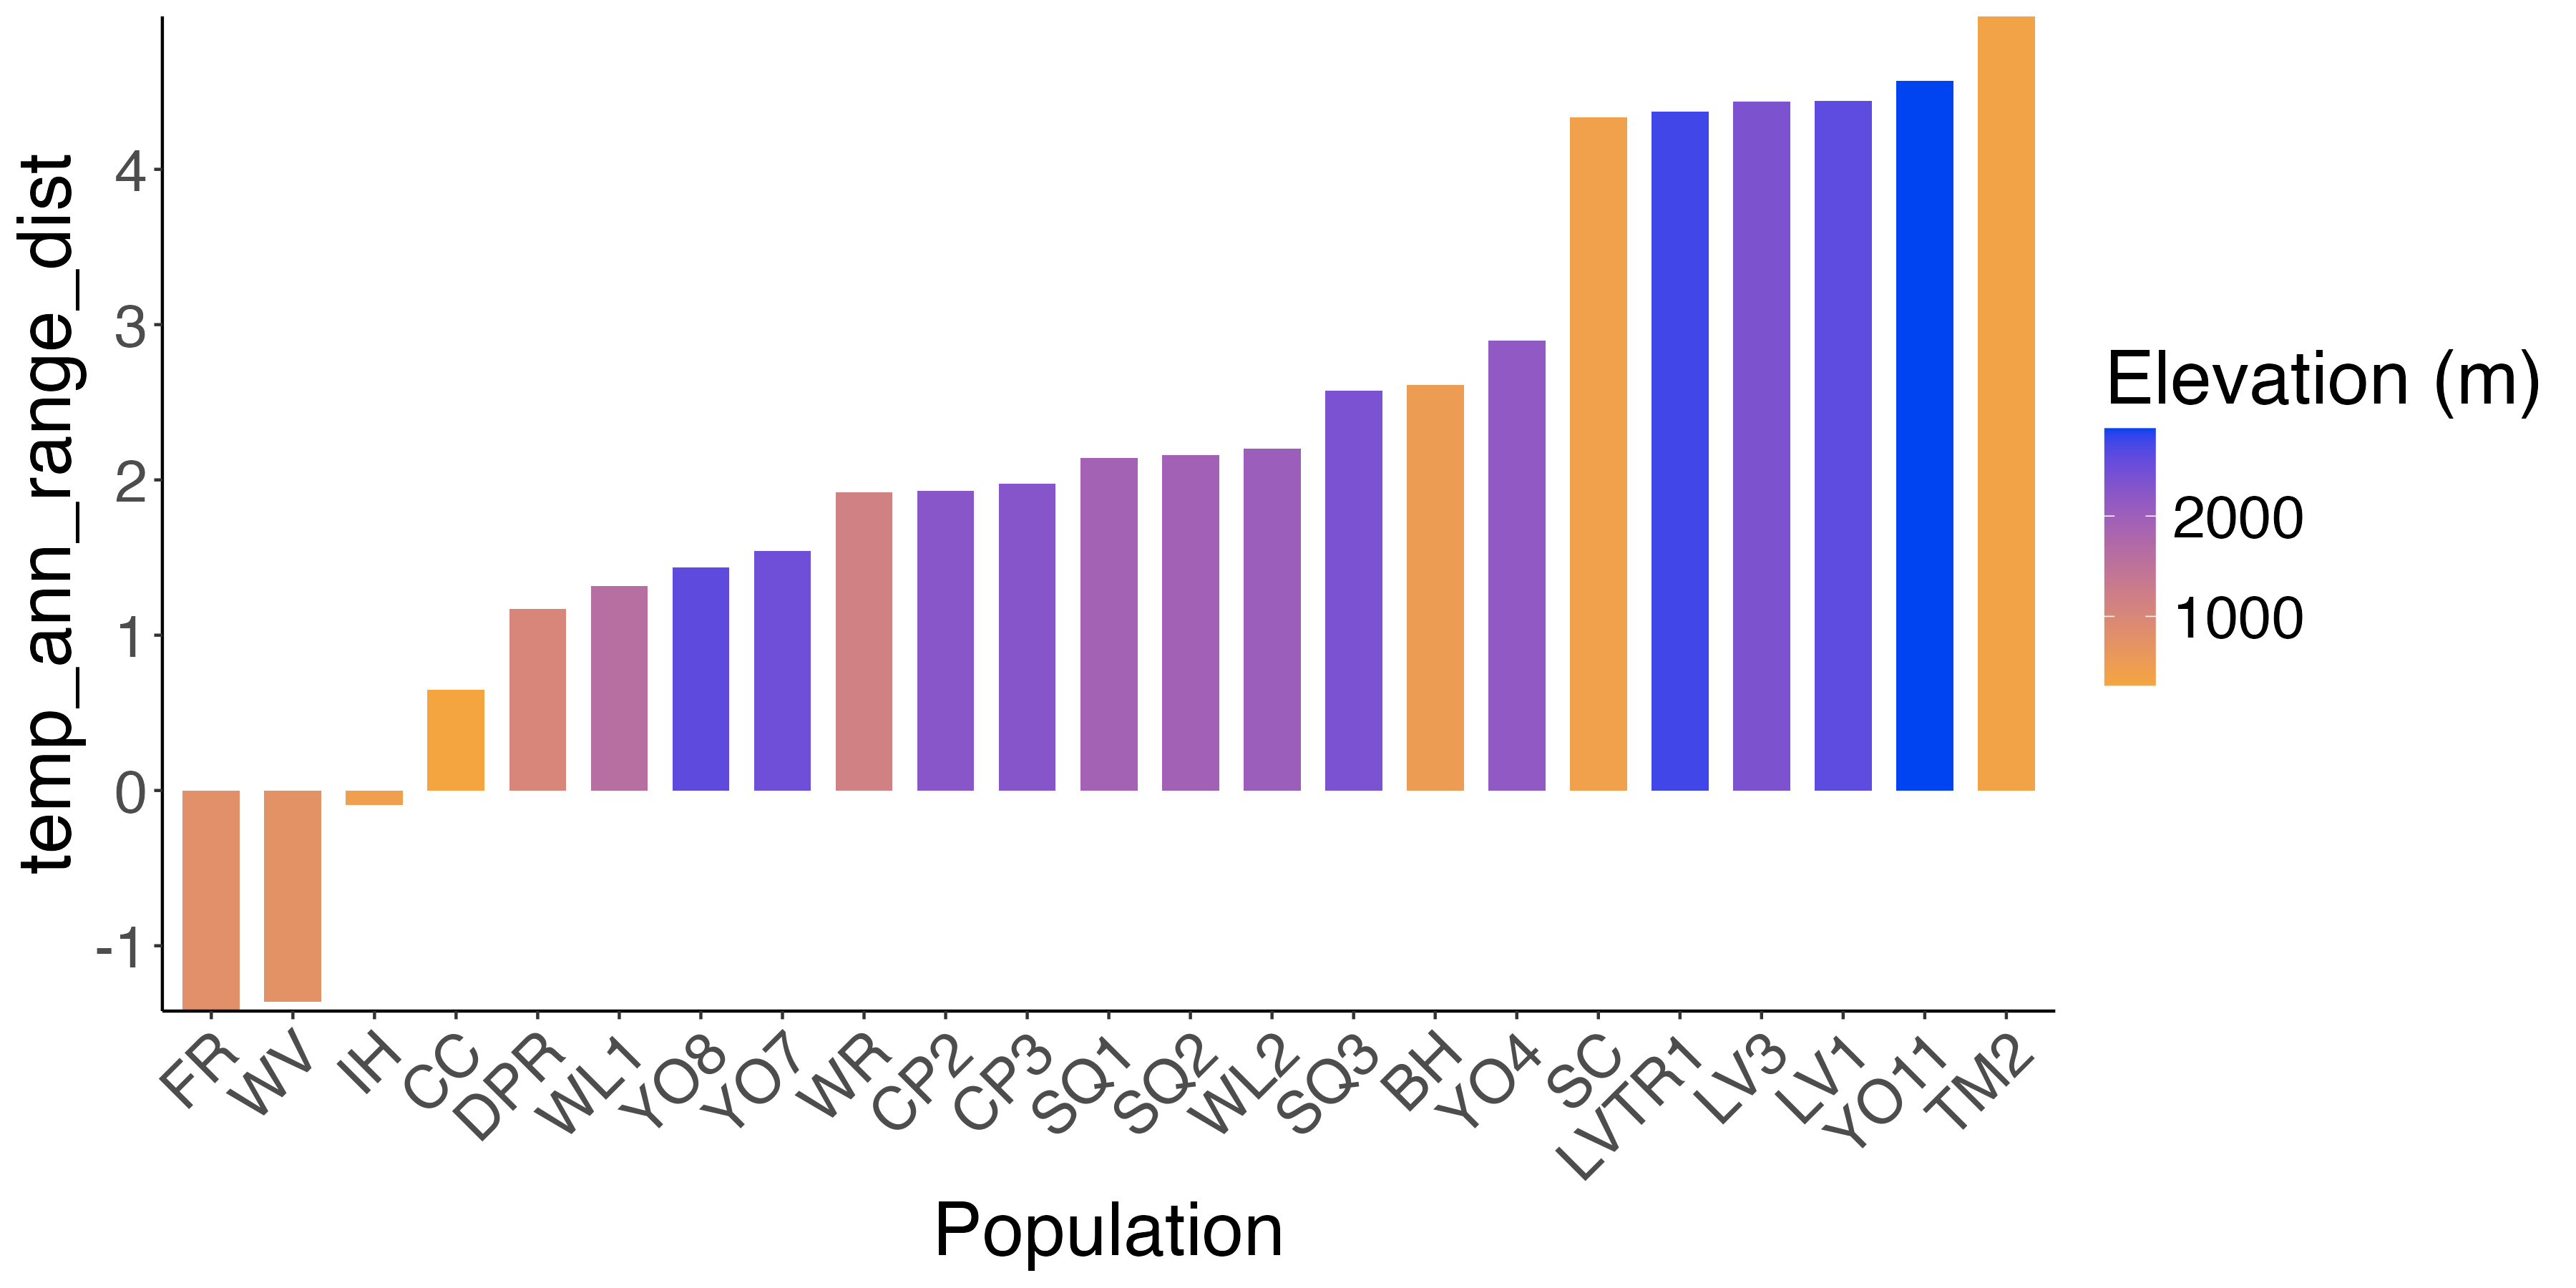 temp_ann_range_dist
4
3
2
1
0
-1
FR
WV
IH
CC
DPR
WL1
YO8
YO7
WR
CP2
CP3
SQ1
SQ2
WL2
SQ3
BH
YO4
SC
LVTR1
LV3
LV1
YO11
TM2
Population
Elevation (m)
2000
1000